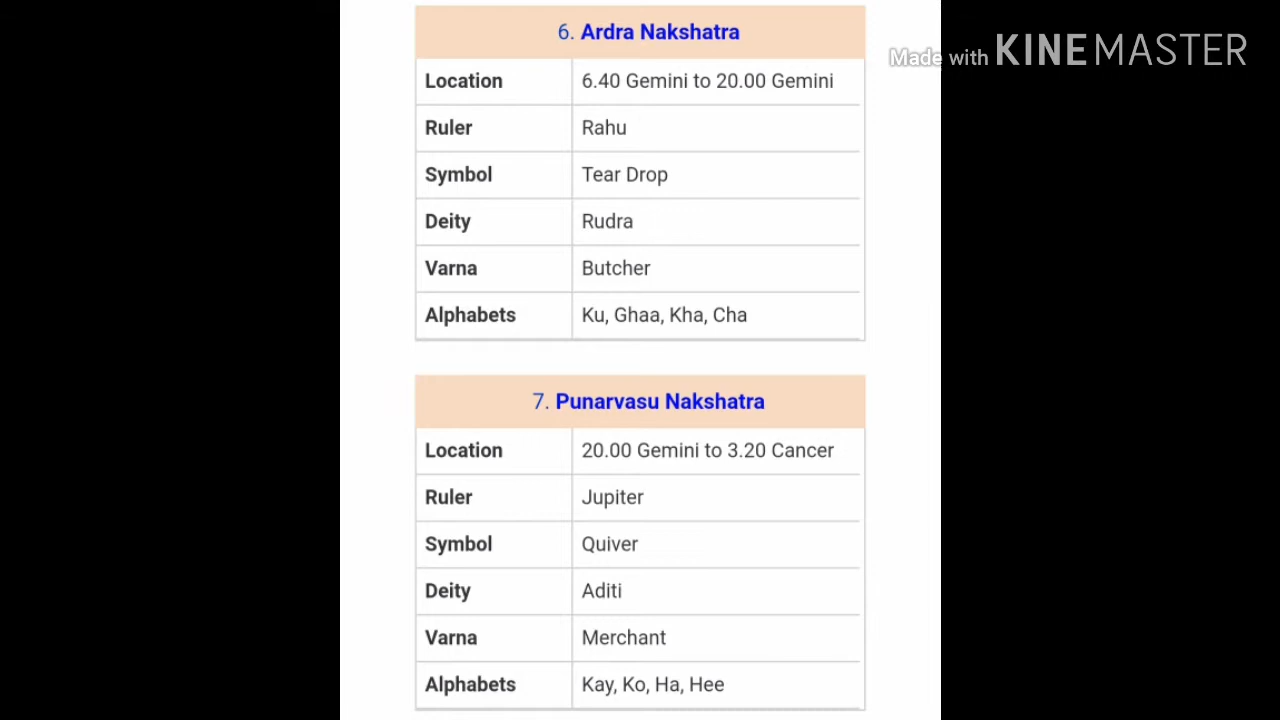 6. Ardra Nakshatra
Made with KINEMASTER
Location 6.40 Gemini to 20.00 Gemini
Ruler Rahu
Symbol Tear Drop
Deity Rudra
Varna Butcher
Alphabets Ku, Ghaa, Kha, Cha
7. Punarvasu Nakshatra
Location 20.00 Gemini to 3.20 Cancer
Ruler Jupiter
Symbol Quiver
Deity Aditi
Varna Merchant
Alphabets Kay, Ko, Ha, Hee